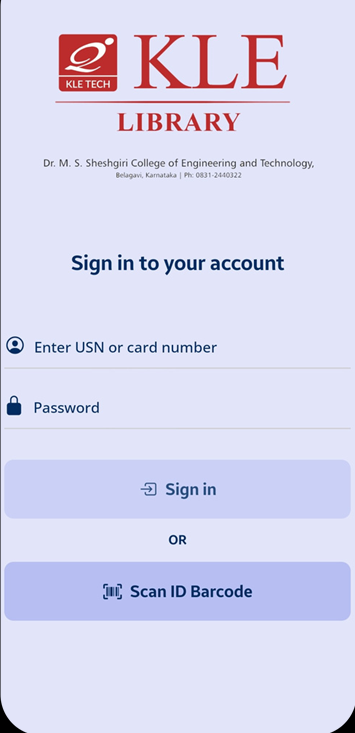 KLE TECH
KLE
LIBRARY
Dr. M. S. Sheshgiri College of Engineering and Technology,
Belagavi, Karnataka | Ph: 0831-2440322
Sign in to your account
Enter USN or card number
Password
Sign in
OR
Scan ID Barcode